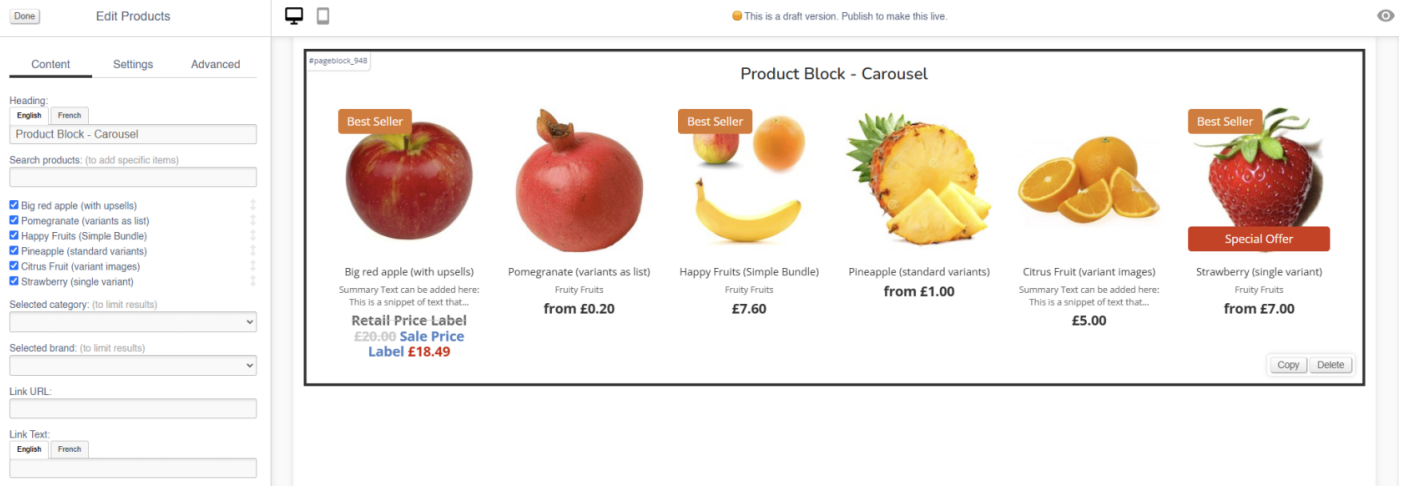 Done
Edit Products
This is a draft version. Publish to make this live.
Content Settings Advanced
Heading:
English French
Product Block - Carousel
Search products: (to add specific items)
Big red apple (with upsells)
Pomegranate (variants as list)
Happy Fruits (Simple Bundle)
Pineapple (standard variants)
Citrus Fruit (variant images)
Strawberry (single variant)
Selected category: (to limit results)
Selected brand: (to limit results)
Link URL:
Link Text:
English French
#pageblock_948
Product Block - Carousel
Best Seller
Big red apple (with upsells)
Summary Text can be added here:
This is a snippet of text that...
Retail Price Label
£20.00 Sale Price
Label £18.49
Pomegranate (variants as list)
Fruity Fruits
from £0.20
Best Seller
Happy Fruits (Simple Bundle)
Fruity Fruits
£7.60
Pineapple (standard variants)
from £1.00
Citrus Fruit (variant images)
Summary Text can be added here:
This is a snippet of text that...
£5.00
Best Seller
Special Offer
Strawberry (single variant)
Fruity Fruits
from £7.00
Copy Delete